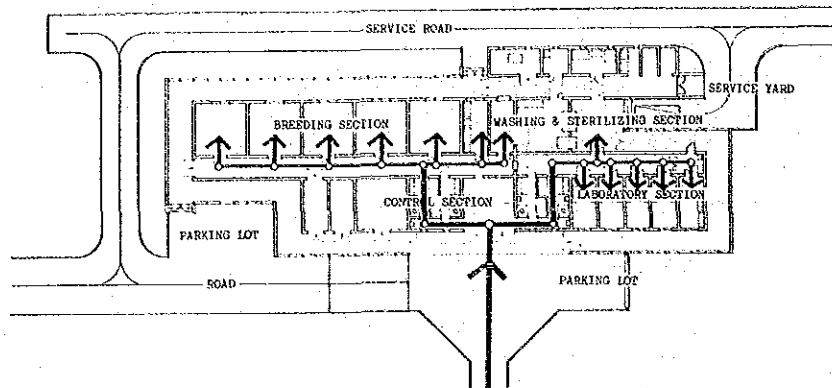 SERVICE ROAD
SERVICE YARD
BREEDING SECTION
WASHING & STERILIZING SECTION
LABORATORY SECTION
CONTROL SECTION
PARKING LOT
ROAD
PARKING LOT